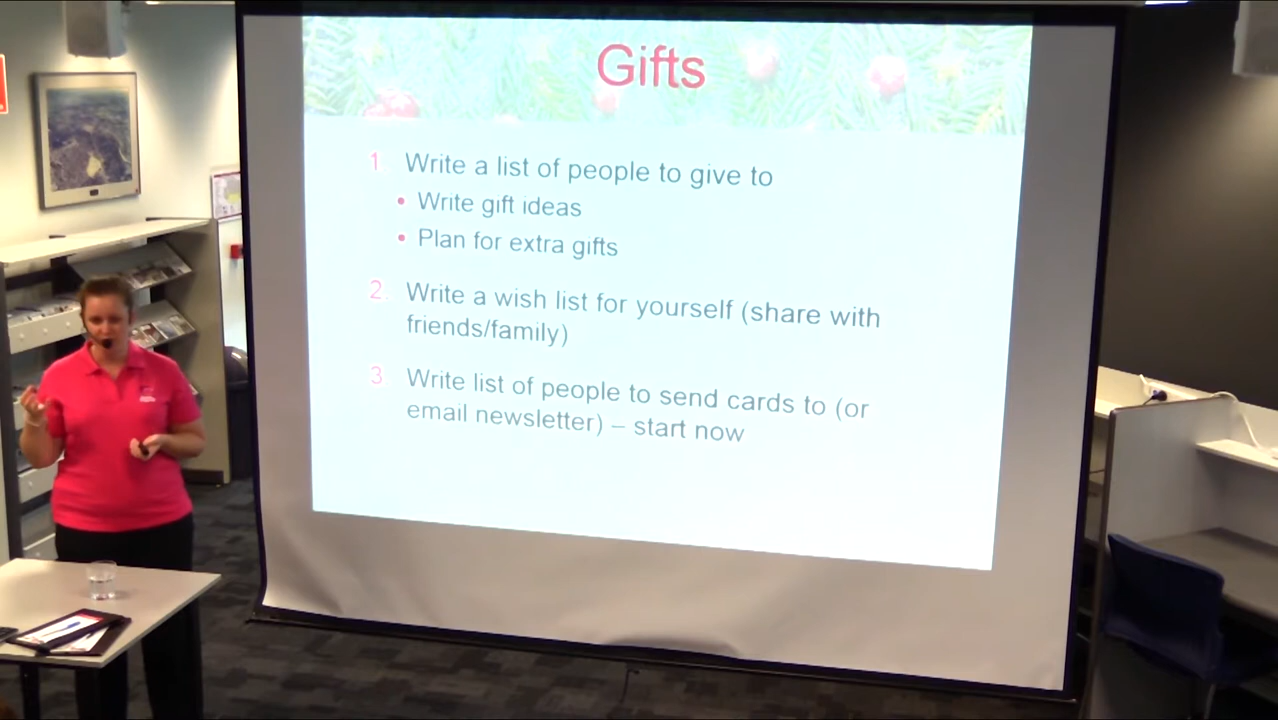 Gifts
1. Write a list of people to give to
• Write gift ideas
• Plan for extra gifts
2. Write a wish list for yourself (share with
friends/family)
3. Write list of people to send cards to (or
email newsletter) – start now